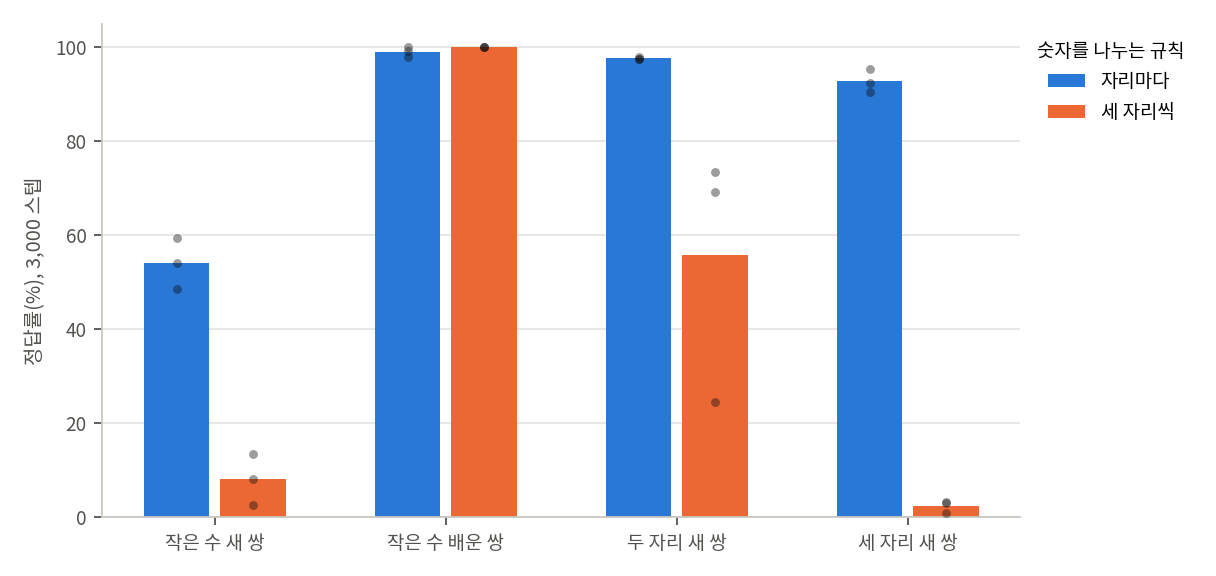 숫자를 나누는 규칙
자리마다
세 자리씩
정답률(%), 3,000 스텝
100
80
60
40
20
0
작은 수 새 쌍
작은 수 배운 쌍
두 자리 새 쌍
세 자리 새 쌍